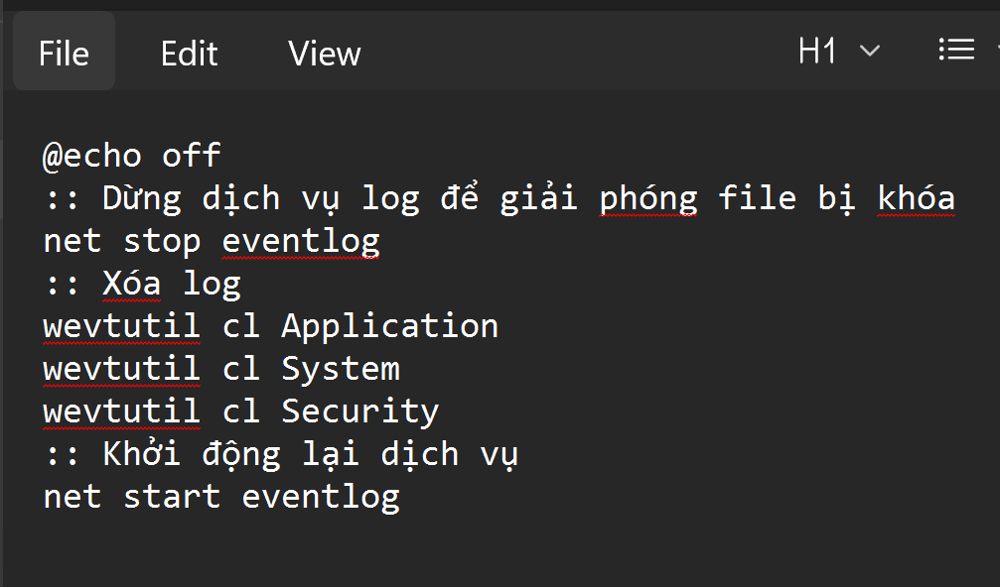 File Edit View H1
@echo off
:: Dừng dịch vụ log để giải phóng file bị khóa
net stop eventlog
:: Xóa log
wevtutil cl Application
wevtutil cl System
wevtutil cl Security
:: Khởi động lại dịch vụ
net start eventlog